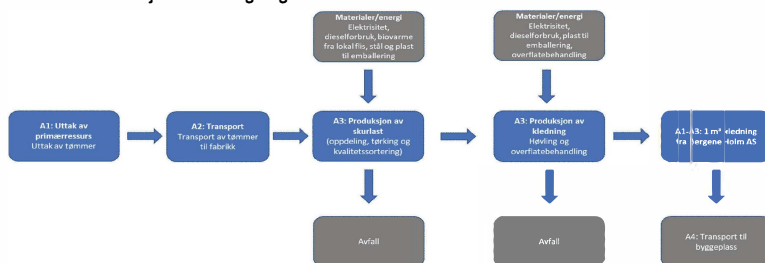 Materialer/energi
Elektrisitet,
dieselforbruk, biovarme
fra lokal flis, stål og plast
til emballering
Materialer/energi
Elektrisitet,
dieselforbruk, plast til
emballering,
overflatebehandling
A1: Uttak av
primærressurs
Uttak av tømmer
A2: Transport
Transport av tømmer
til fabrikk
A3: Produksjon av
skurlast
(oppdeling, tørking og
kvalitetssortering)
A3: Produksjon av
kledning
Høvling og
overflatebehandling
A1-A3: 1 m² kledning
fra Bergene Holm AS
Avfall
Avfall
A4: Transport til
byggeplass